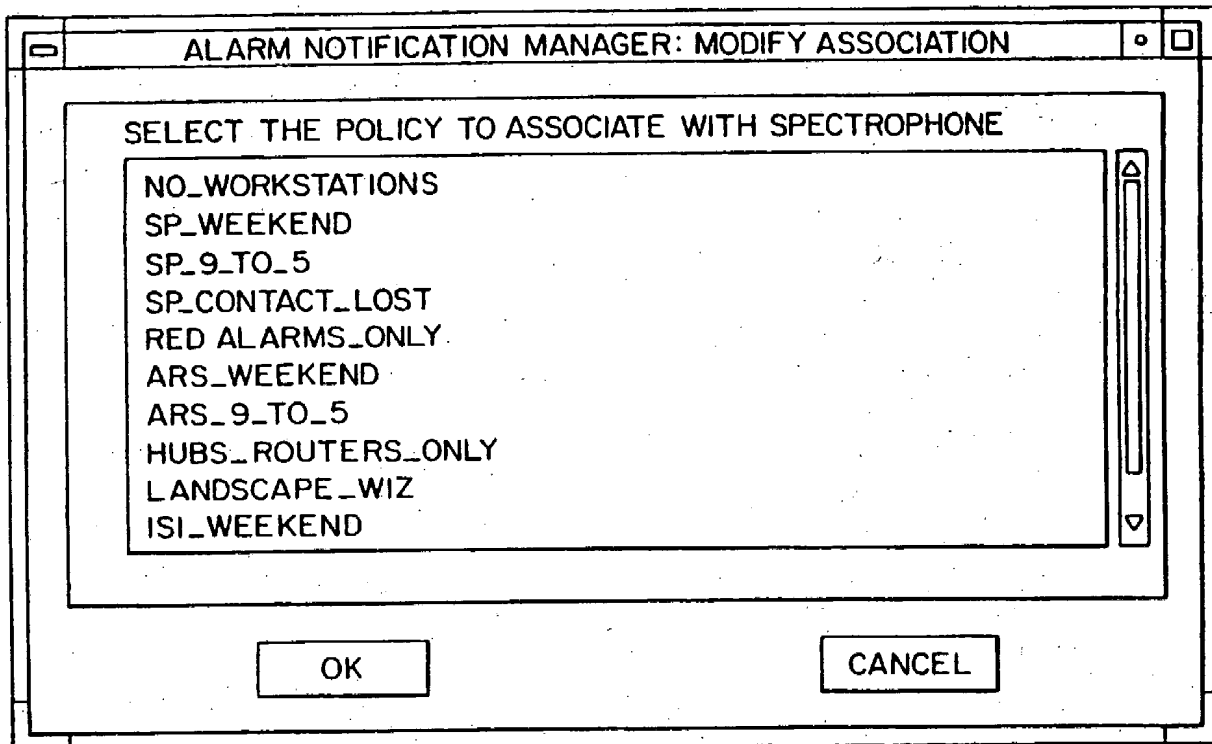 ALARM NOTIFICATION MANAGER: MODIFY ASSOCIATION
SELECT THE POLICY TO ASSOCIATE WITH SPECTROPHONE
NO_WORKSTATIONS
SP_WEEKEND
SP_9_TO_5
SP_CONTACT_LOST
RED ALARMS_ONLY
ARS_WEEKEND
ARS_9_TO_5
HUBS_ROUTERS_ONLY
LANDSCAPE_WIZ
ISI_WEEKEND
OK
CANCEL